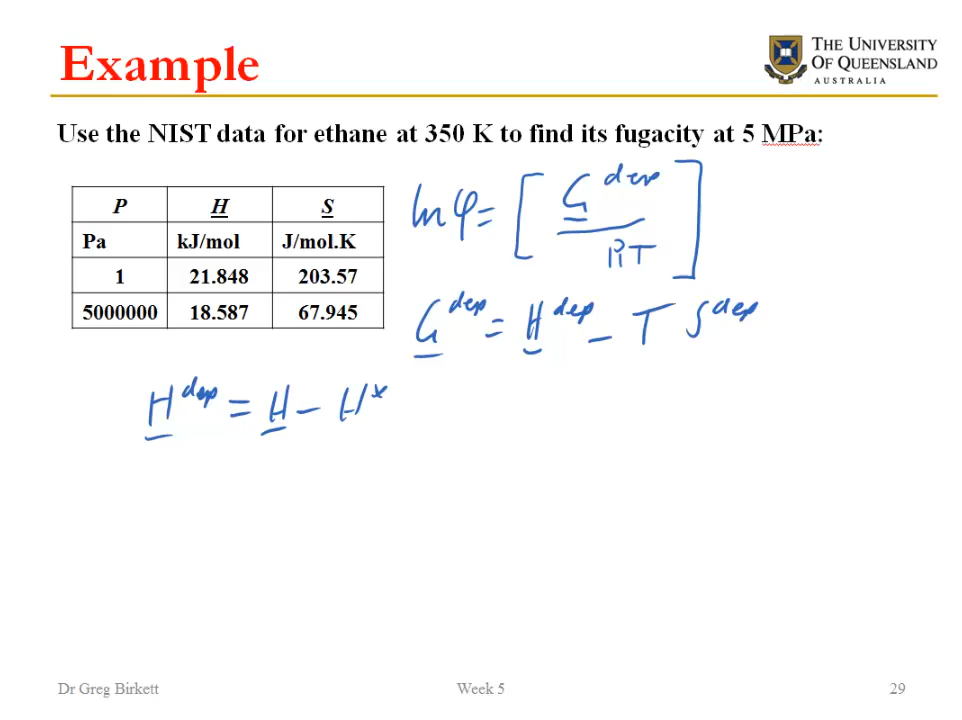 Example
THE UNIVERSITY
OF QUEENSLAND
AUSTRALIA
Use the NIST data for ethane at 350 K to find its fugacity at 5 MPa:
P H S
Pa kJ/mol J/mol.K
1 21.848 203.57
5000000 18.587 67.945
ln φ = [ G^dep / RT ]
G^dep = H^dep - T S^dep
H^dep = H - H^*
Dr Greg Birkett Week 5 29